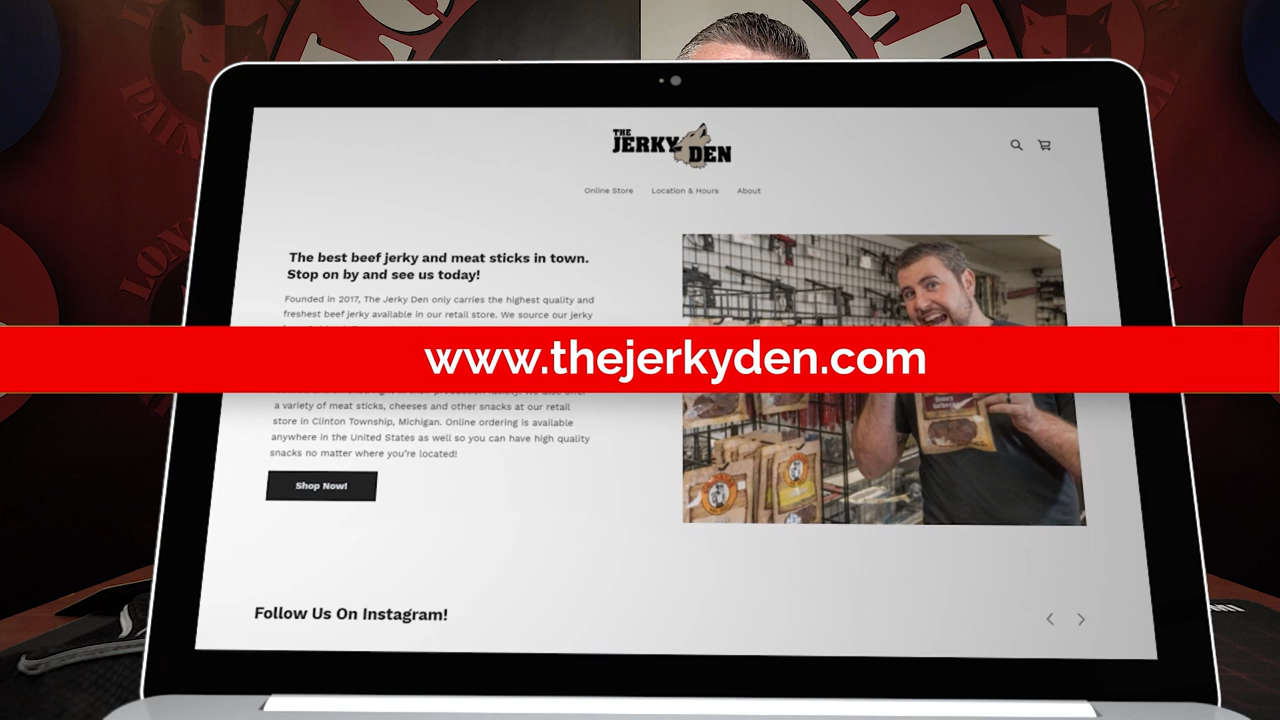 THE
JERKY
DEN
Online Store Location & Hours About
The best beef jerky and meat sticks in town.
Stop on by and see us today!
Founded in 2017, The Jerky Den only carries the highest quality and
freshest beef jerky available in our retail store. We source our jerky
www.thejerkyden.com
a variety of meat sticks, cheeses and other snacks at our retail
store in Clinton Township, Michigan. Online ordering is available
anywhere in the United States as well so you can have high quality
snacks no matter where you're located!
Shop Now!
Follow Us On Instagram!